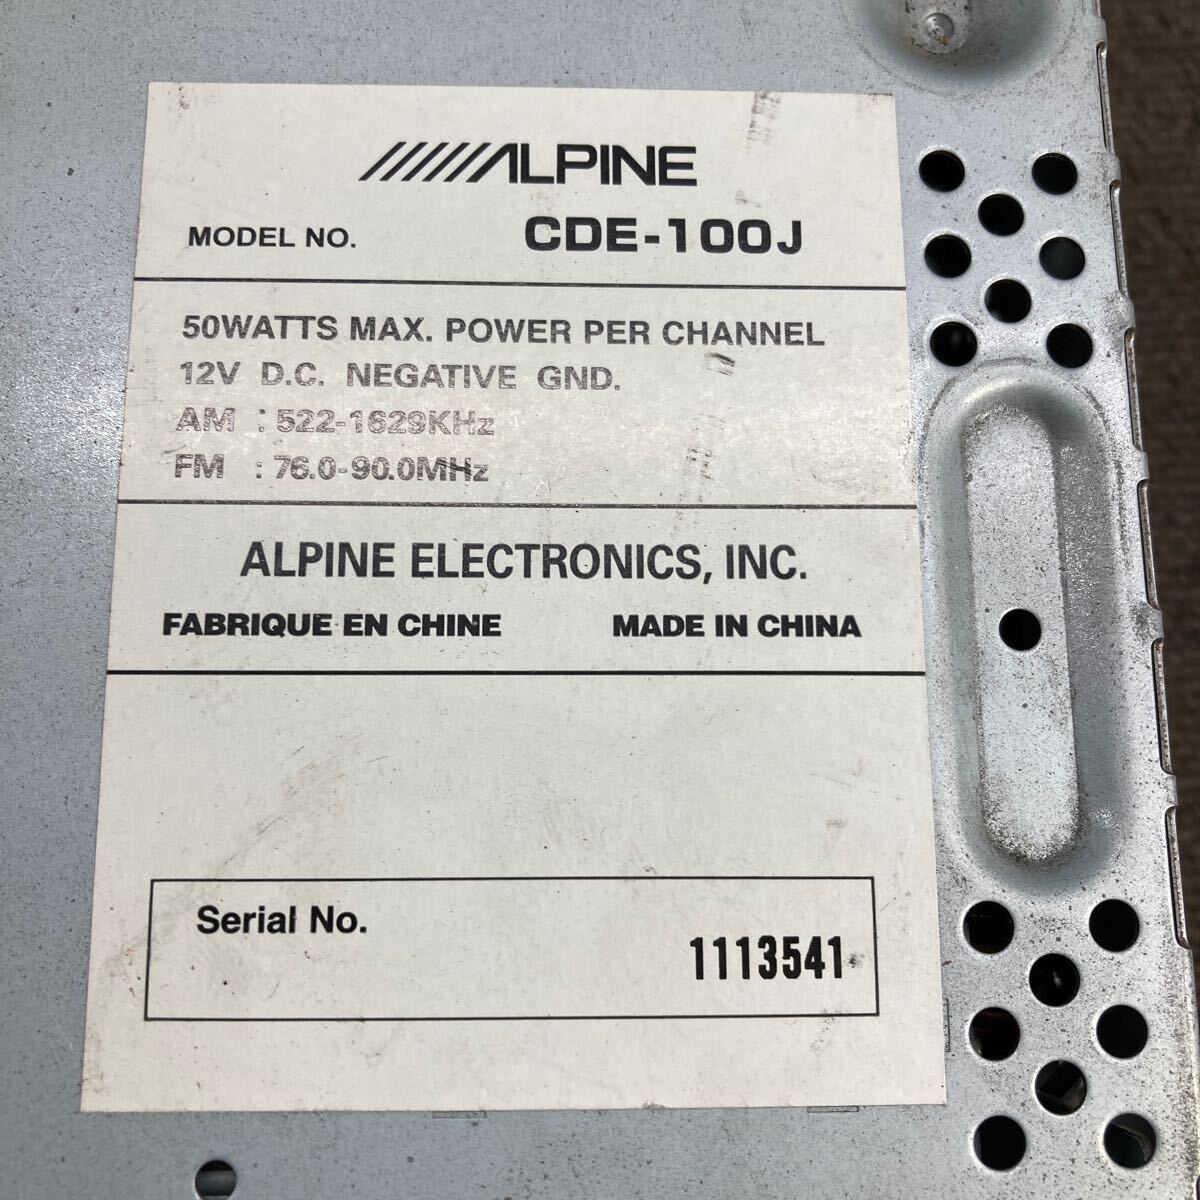 ALPINE
MODEL NO. CDE-100J
50WATTS MAX. POWER PER CHANNEL
12V D.C. NEGATIVE GND.
AM : 522-1629KHz
FM : 76.0-90.0MHz
ALPINE ELECTRONICS, INC.
FABRIQUE EN CHINE MADE IN CHINA
Serial No.
1113541